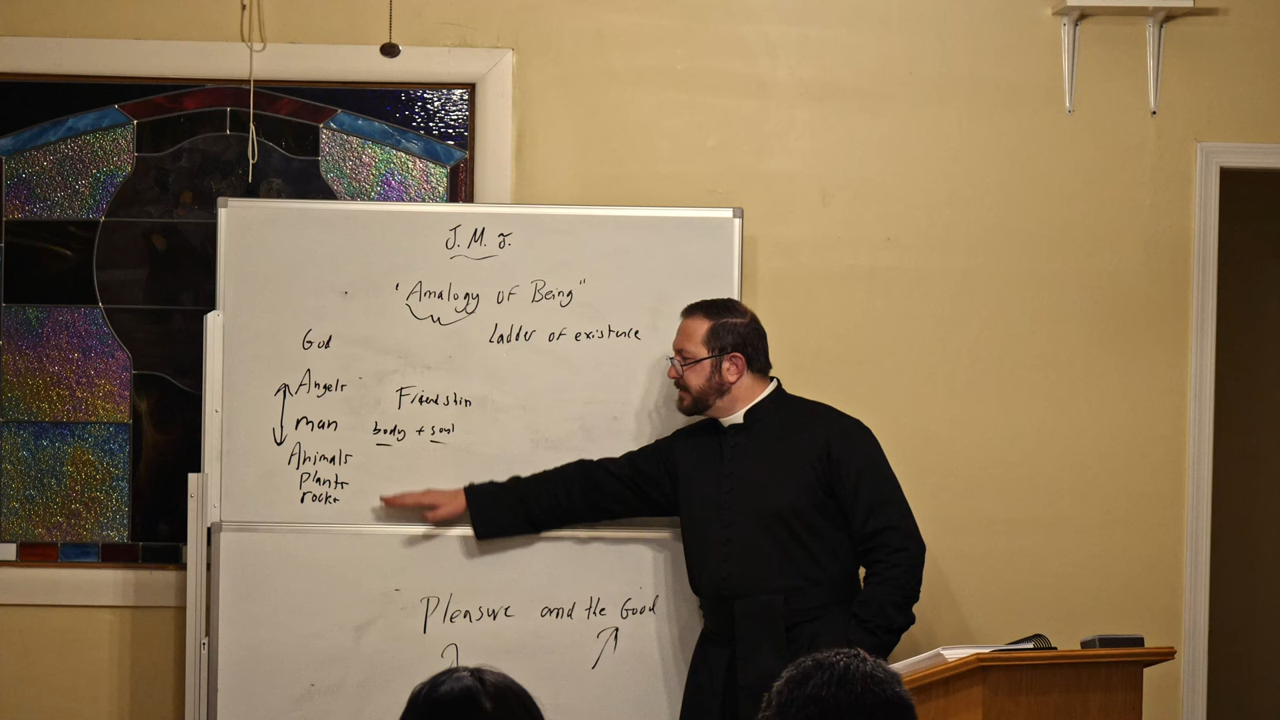 J. M. J.
"Analogy of Being"
Ladder of existence
God
Angels
Friendship
man
body + soul
Animals
Plants
rocks
Pleasure and the Good